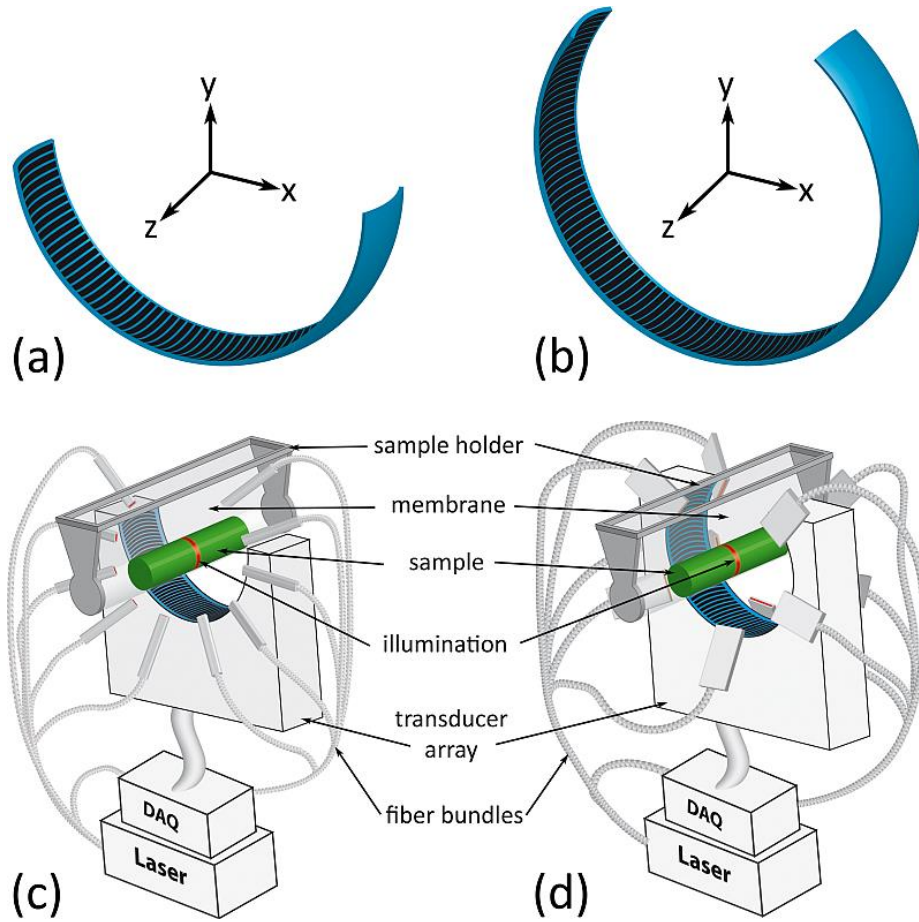 y
x
z
(a)
y
x
z
(b)
sample holder
membrane
sample
illumination
transducer
array
fiber bundles
DAQ
Laser
(c)
DAQ
Laser
(d)